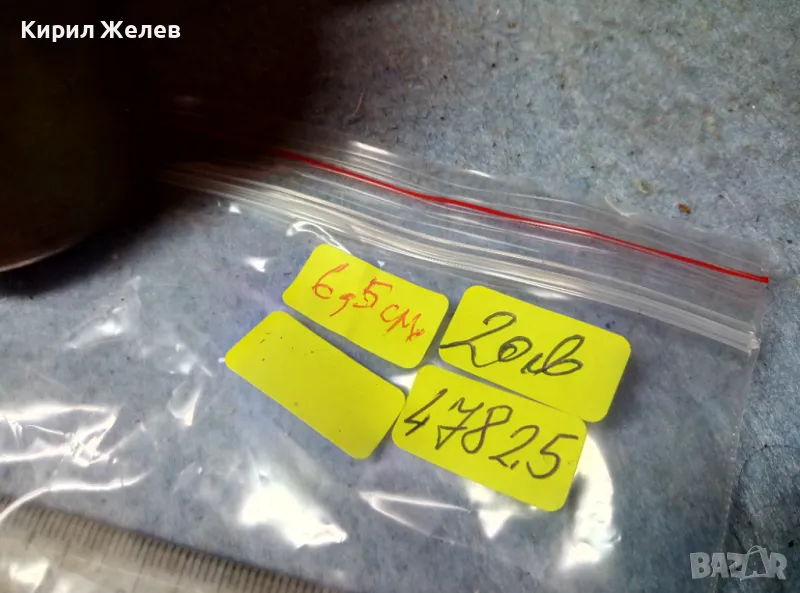 Кирил Желев
6,5 см.
20лв
47825
BAZAR